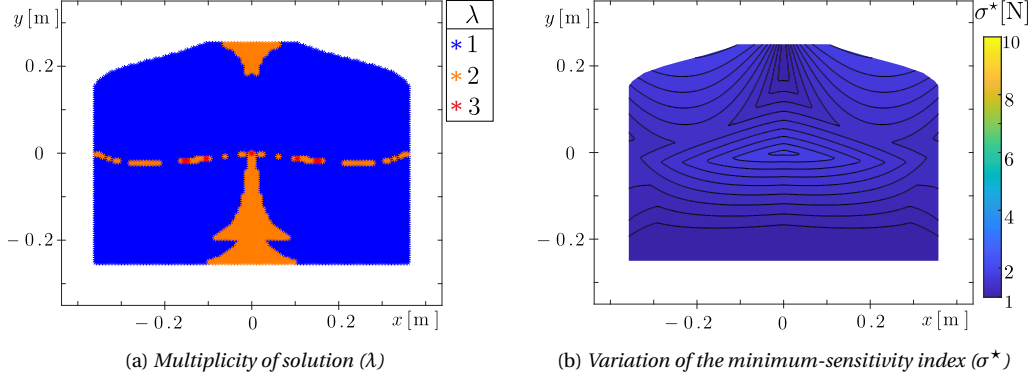 y [ m ]
0.2
0
− 0.2
− 0.2
0
0.2
x [ m ]
λ
* 1
* 2
* 3
(a) Multiplicity of solution (λ)
y [ m ]
0.2
0
− 0.2
− 0.2
0
0.2
x [ m ]
σ⋆[N]
10
8
6
4
2
1
(b) Variation of the minimum-sensitivity index (σ⋆)